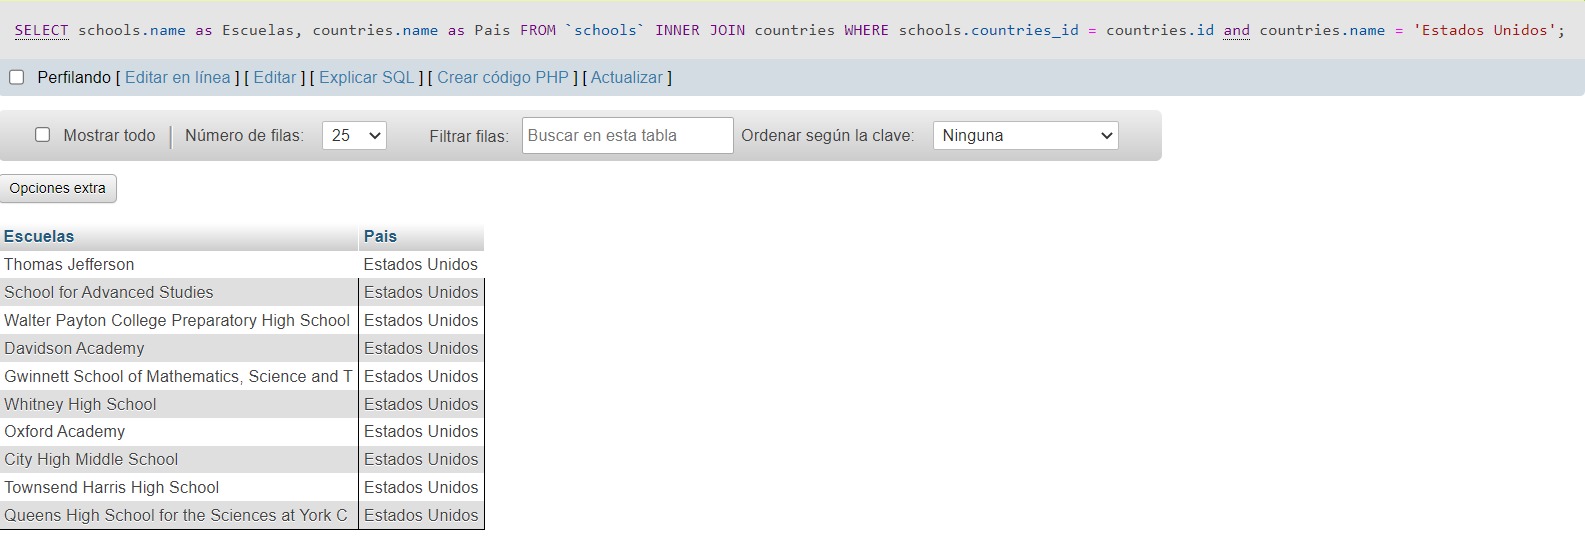 SELECT schools.name as Escuelas, countries.name as Pais FROM `schools` INNER JOIN countries WHERE schools.countries_id = countries.id and countries.name = 'Estados Unidos';
Perfilando [ Editar en línea ] [ Editar ] [ Explicar SQL ] [ Crear código PHP ] [ Actualizar ]
Mostrar todo | Número de filas: 25 Filtrar filas: Buscar en esta tabla Ordenar según la clave: Ninguna
Opciones extra
Escuelas Pais
Thomas Jefferson Estados Unidos
School for Advanced Studies Estados Unidos
Walter Payton College Preparatory High School Estados Unidos
Davidson Academy Estados Unidos
Gwinnett School of Mathematics, Science and T Estados Unidos
Whitney High School Estados Unidos
Oxford Academy Estados Unidos
City High Middle School Estados Unidos
Townsend Harris High School Estados Unidos
Queens High School for the Sciences at York C Estados Unidos